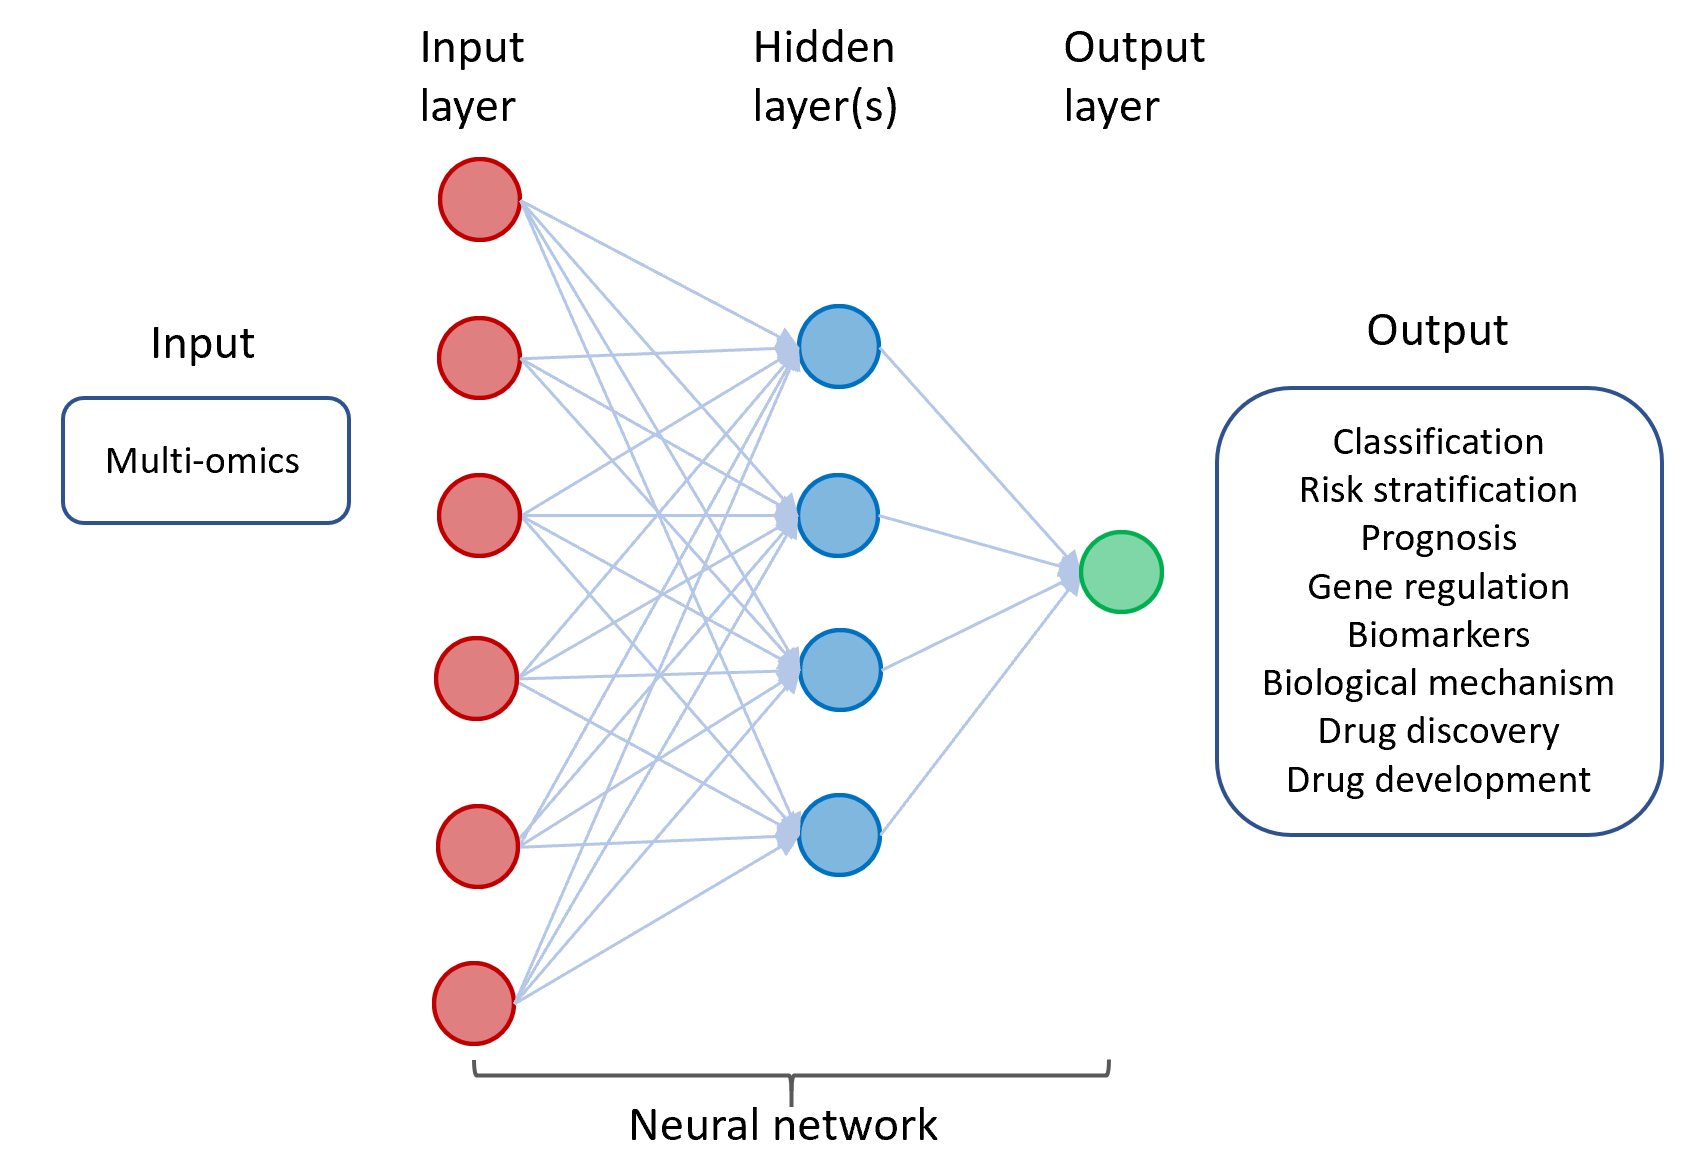 Input
layer
Hidden
layer(s)
Output
layer
Input
Multi-omics
Output
Classification
Risk stratification
Prognosis
Gene regulation
Biomarkers
Biological mechanism
Drug discovery
Drug development
Neural network